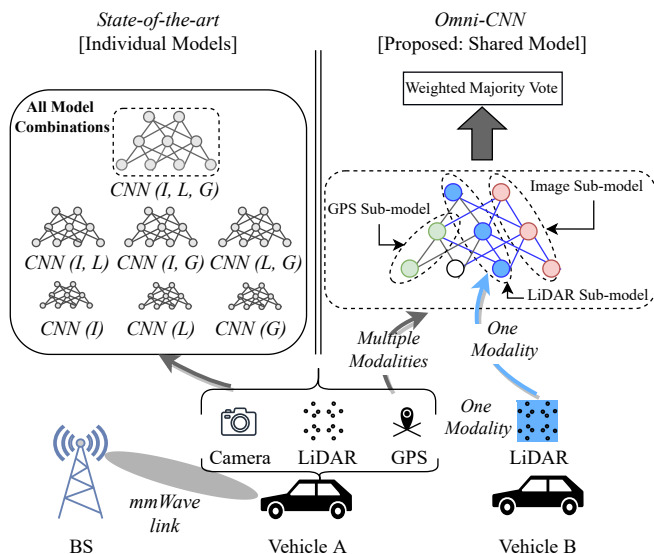 State-of-the-art
[Individual Models]
Omni-CNN
[Proposed: Shared Model]
All Model
Combinations
CNN (I, L, G)
CNN (I, L)
CNN (I, G)
CNN (L, G)
CNN (I)
CNN (L)
CNN (G)
Weighted Majority Vote
Image Sub-model
GPS Sub-model
LiDAR Sub-model
Multiple
Modalities
One
Modality
One
Modality
Camera
LiDAR
GPS
LiDAR
mmWave
link
BS
Vehicle A
Vehicle B